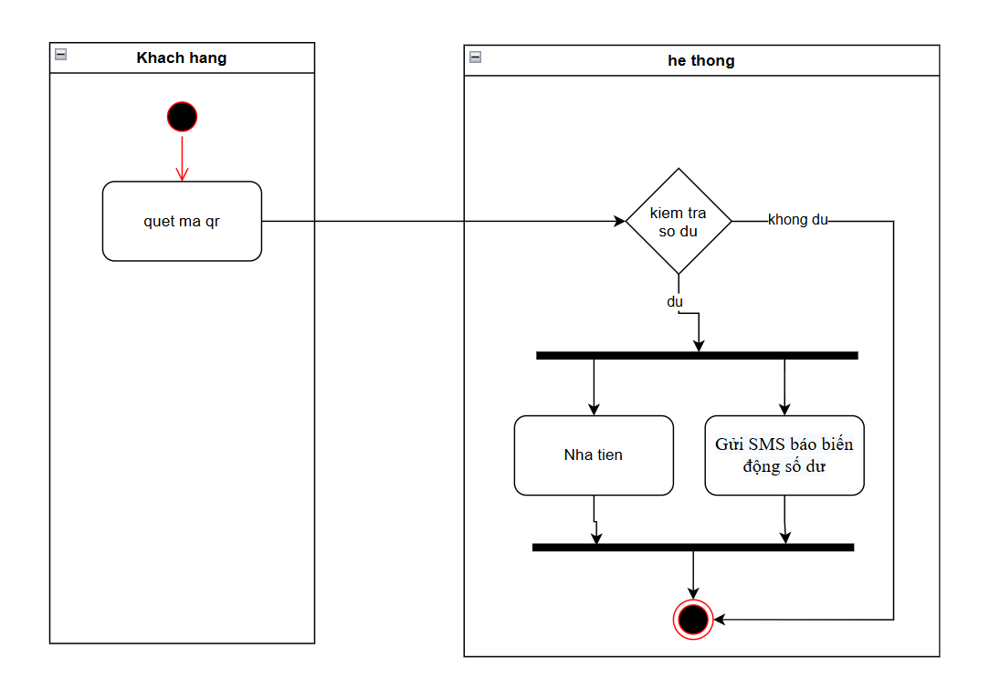 Khach hang
he thong
quet ma qr
kiem tra
so du
khong du
du
Nha tien
Gửi SMS báo biến
động số dư